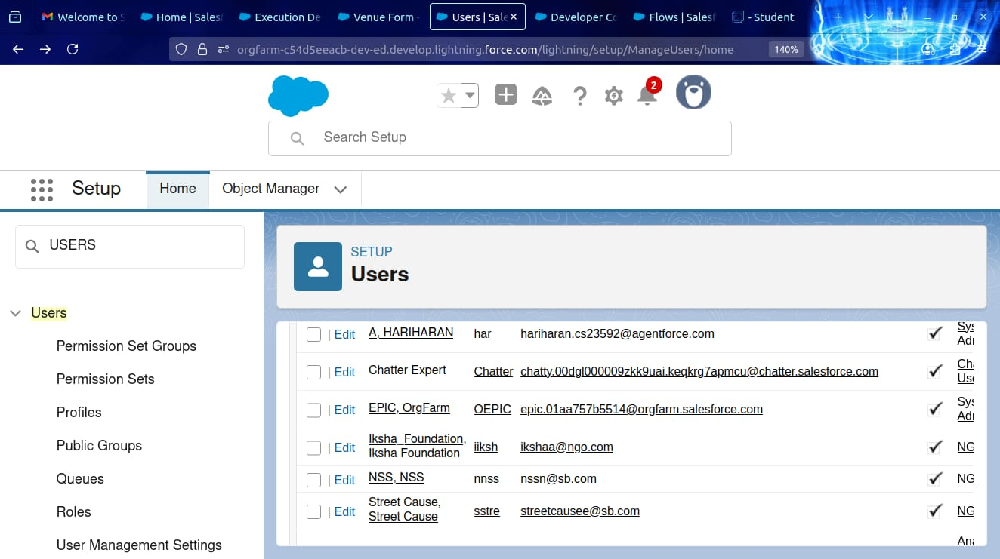 Welcome to S
Home | Salesf
Execution De
Venue Form -
Users | Sale
Developer Co
Flows | Salesf
- Student
orgfarm-c54d5eeacb-dev-ed.develop.lightning.force.com/lightning/setup/ManageUsers/home
140%
2
Search Setup
Setup
Home
Object Manager
USERS
SETUP
Users
Users
Permission Set Groups
Permission Sets
Profiles
Public Groups
Queues
Roles
User Management Settings
| Edit A, HARIHARAN har hariharan.cs23592@agentforce.com Sys
Adr
| Edit Chatter Expert Chatter chatty.00dgl000009zkk9uai.keqkrg7apmcu@chatter.salesforce.com Cha
Use
| Edit EPIC, OrgFarm OEPIC epic.01aa757b5514@orgfarm.salesforce.com Sys
Adr
| Edit Iksha_Foundation, iiksh ikshaa@ngo.com NG
Iksha Foundation
| Edit NSS, NSS nnss nssn@sb.com NG
| Edit Street Cause, sstre streetcausee@sb.com NG
Street Cause
Ana